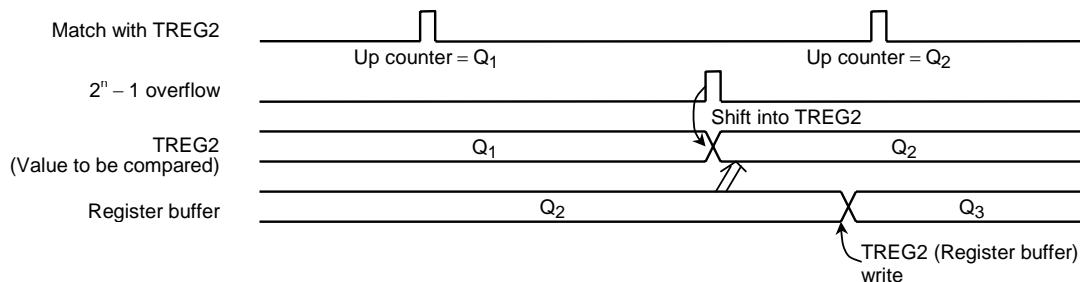 Match with TREG2
Up counter = Q1
Up counter = Q2
2ⁿ – 1 overflow
Shift into TREG2
TREG2
(Value to be compared)
Q1
Q2
Register buffer
Q2
Q3
TREG2 (Register buffer)
write